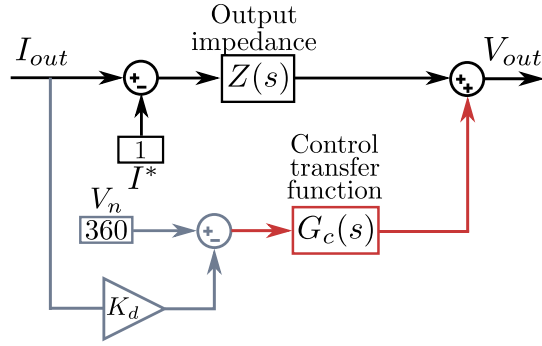 Output
impedance
I_out
V_out
+
-
Z(s)
+
+
1
I*
Control
transfer
function
V_n
360
+
-
G_c(s)
K_d